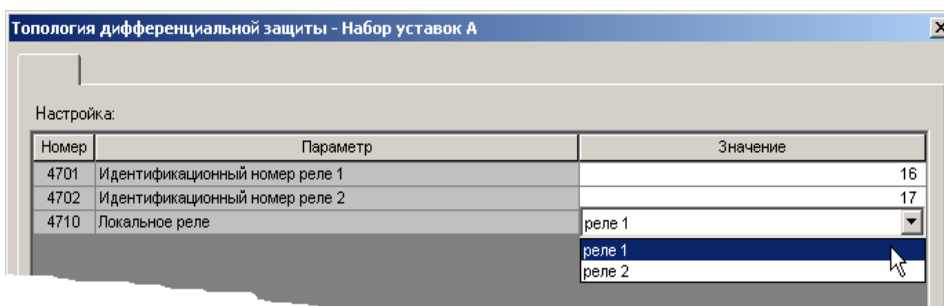 Топология дифференциальной защиты - Набор уставок А
Настройка:
Номер Параметр Значение
4701 Идентификационный номер реле 1 16
4702 Идентификационный номер реле 2 17
4710 Локальное реле реле 1
реле 1
реле 2